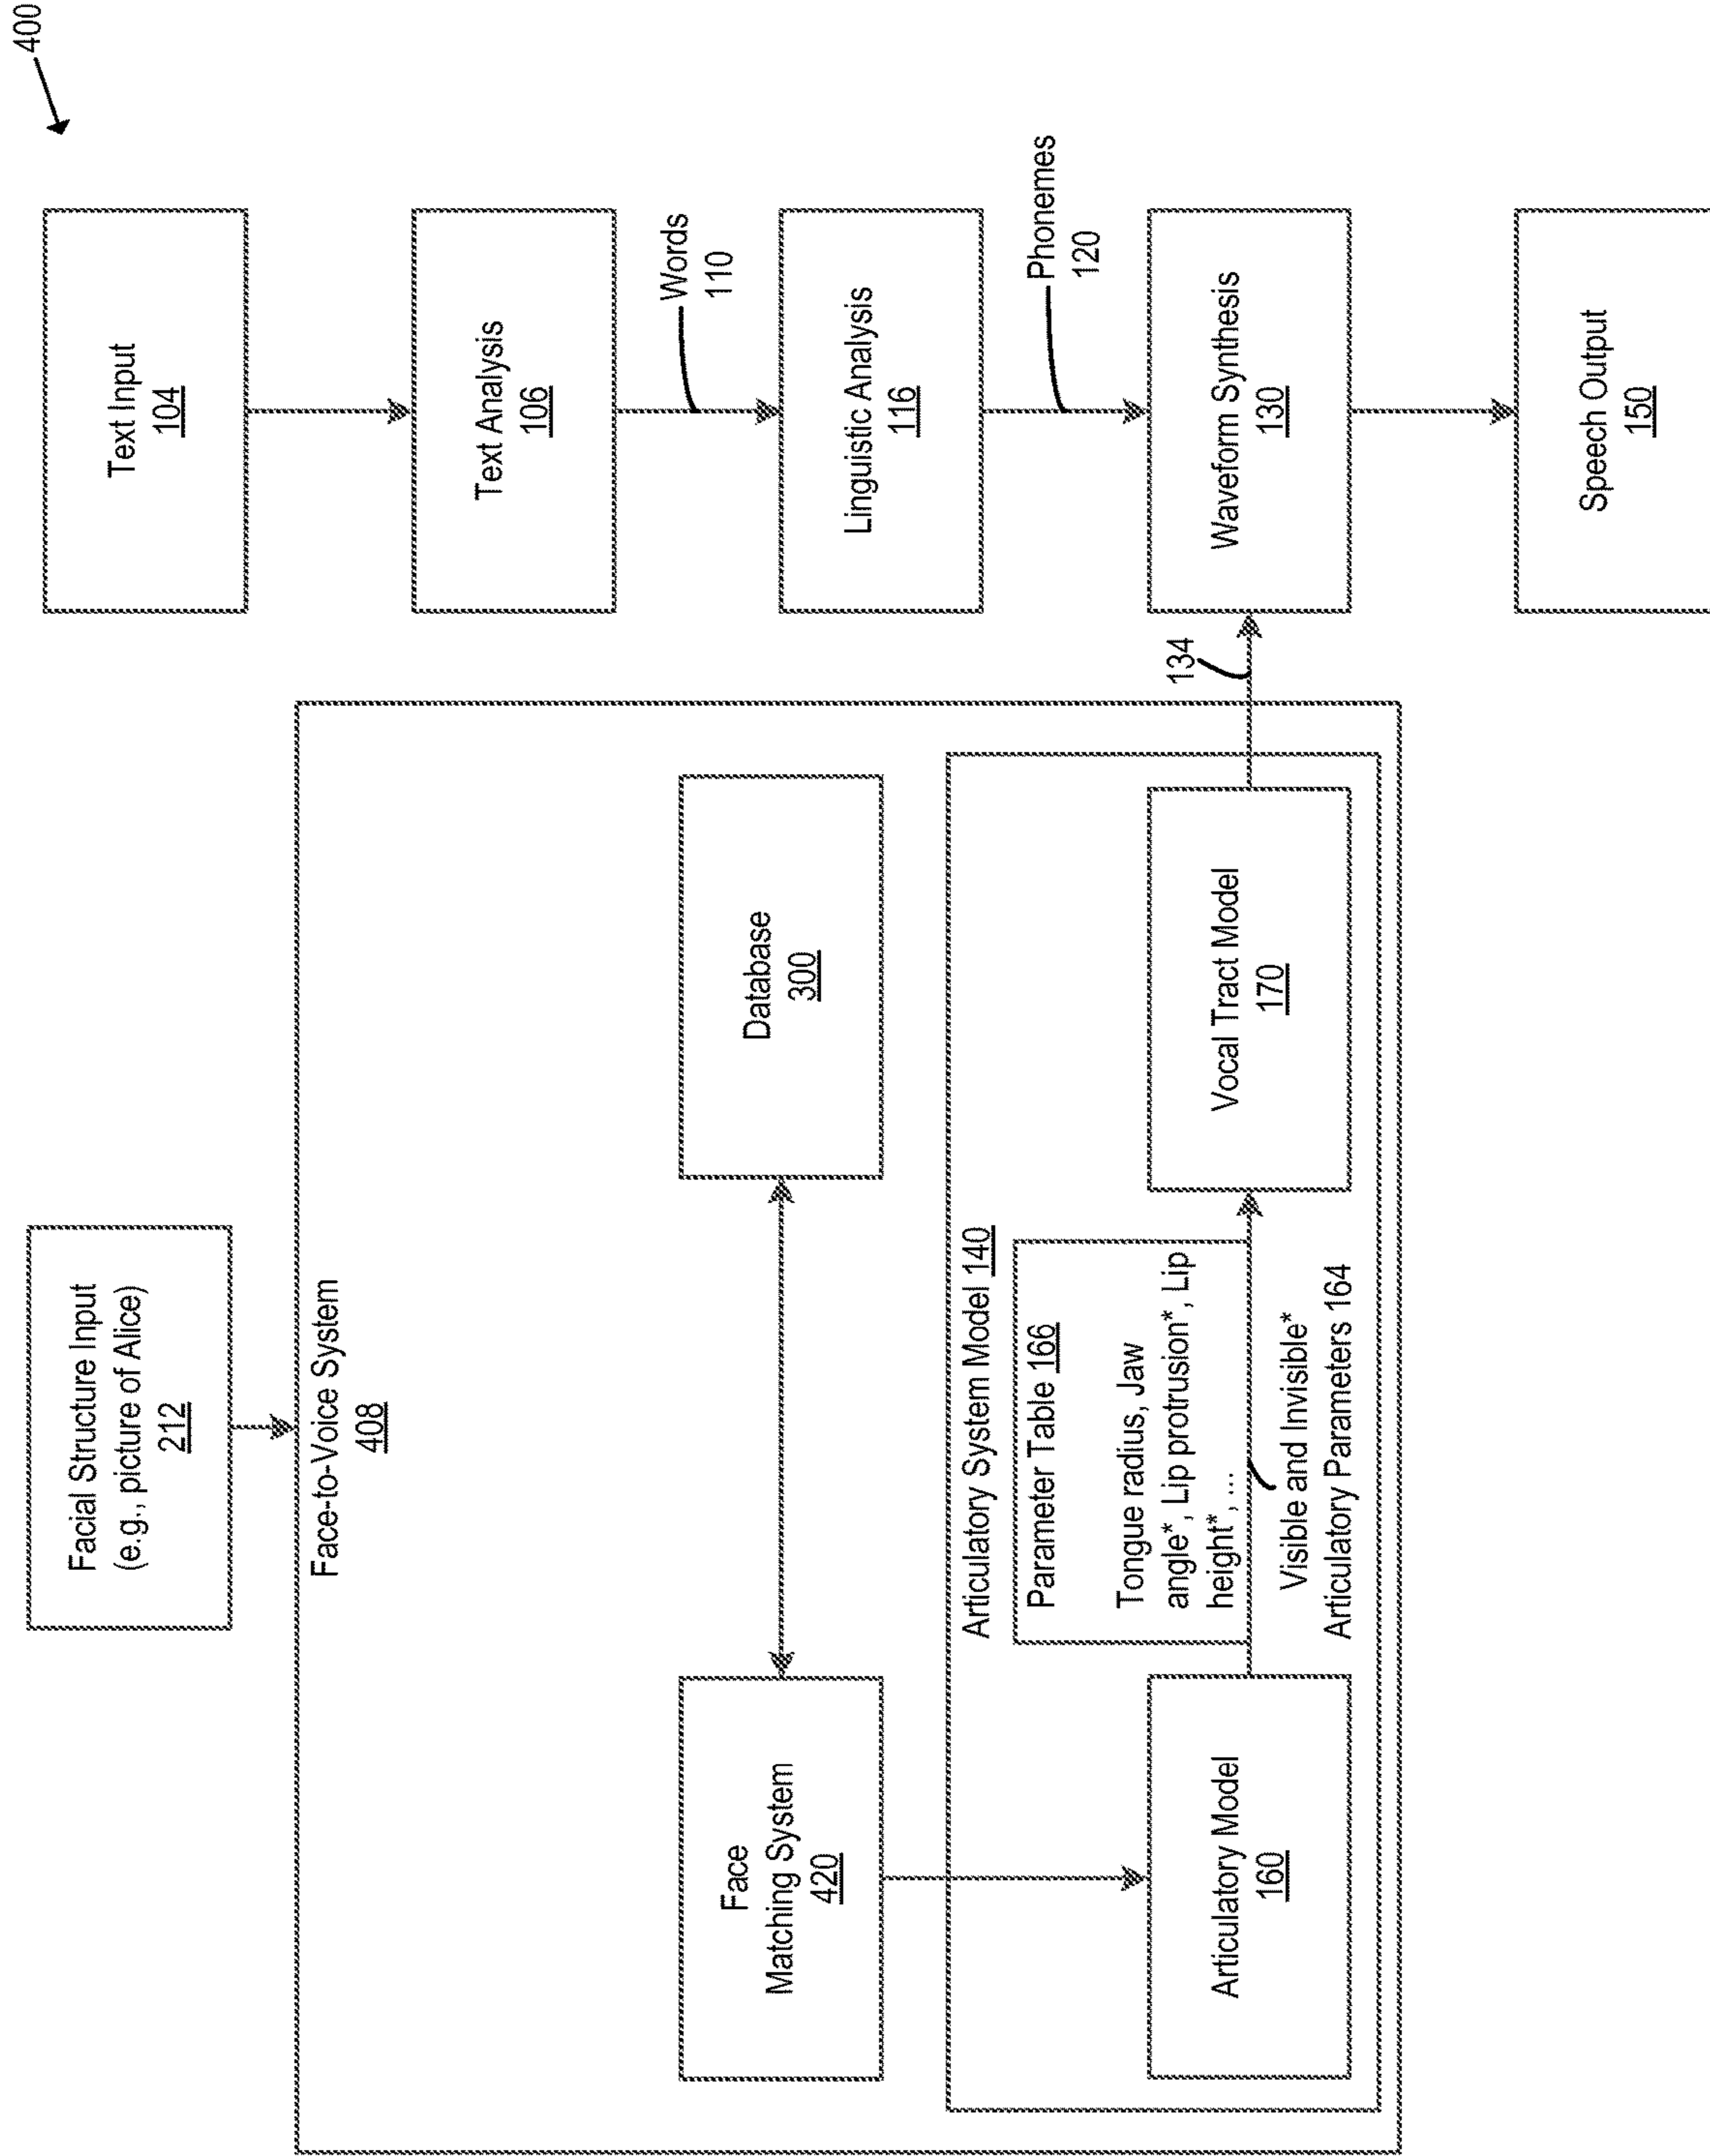 400
Facial Structure Input
(e.g., picture of Alice)
212
Face-to-Voice System
408
Face
Matching System
420
Database
300
Articulatory System Model 140
Parameter Table 166
Tongue radius, Jaw
angle*, Lip protrusion*, Lip
height*, ...
Articulatory Model
160
Visible and Invisible*
Articulatory Parameters 164
Vocal Tract Model
170
134
Text Input
104
Text Analysis
106
Words
110
Linguistic Analysis
116
Phonemes
120
Waveform Synthesis
130
Speech Output
150